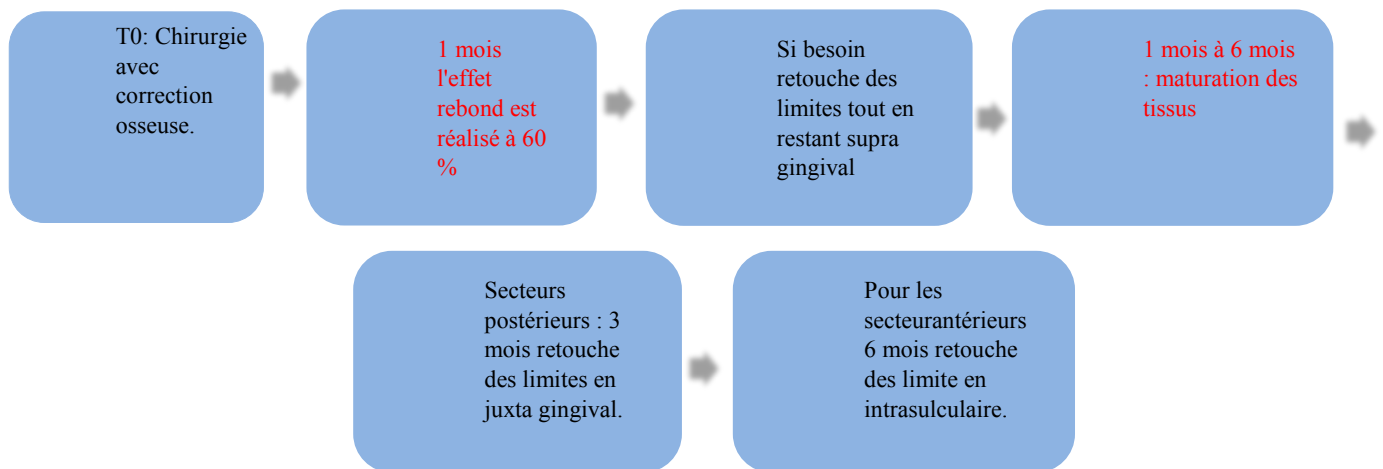 T0: Chirurgie
avec
correction
osseuse.
1 mois
l'effet
rebond est
réalisé à 60
%
Si besoin
retouche des
limites tout en
restant supra
gingival
1 mois à 6 mois
: maturation des
tissus
Secteurs
postérieurs : 3
mois retouche
des limites en
juxta gingival.
Pour les
secteurantérieurs
6 mois retouche
des limite en
intrasulculaire.